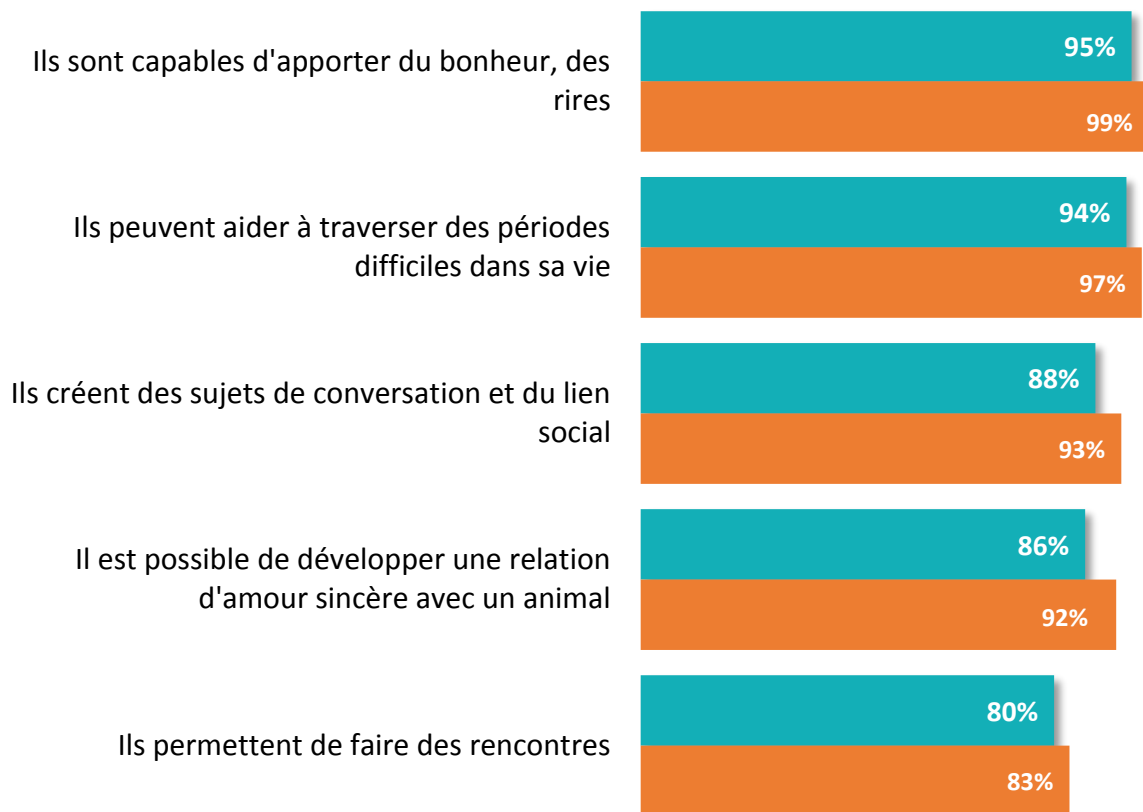 Ils sont capables d'apporter du bonheur, des
rires
95%
99%
Ils peuvent aider à traverser des périodes
difficiles dans sa vie
94%
97%
Ils créent des sujets de conversation et du lien
social
88%
93%
Il est possible de développer une relation
d'amour sincère avec un animal
86%
92%
Ils permettent de faire des rencontres
80%
83%